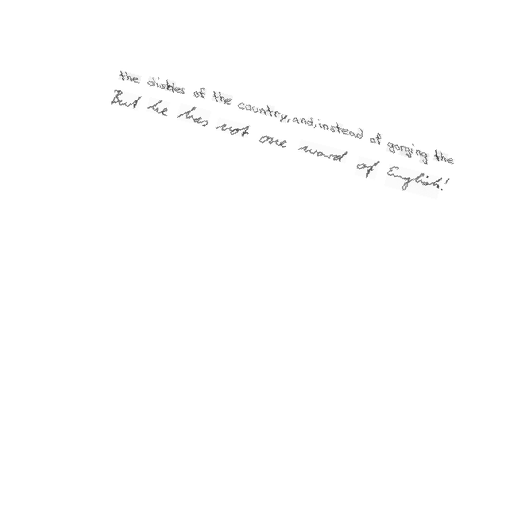 the dishes of the country, and, instead of gorging the
But he has not one word of English!'